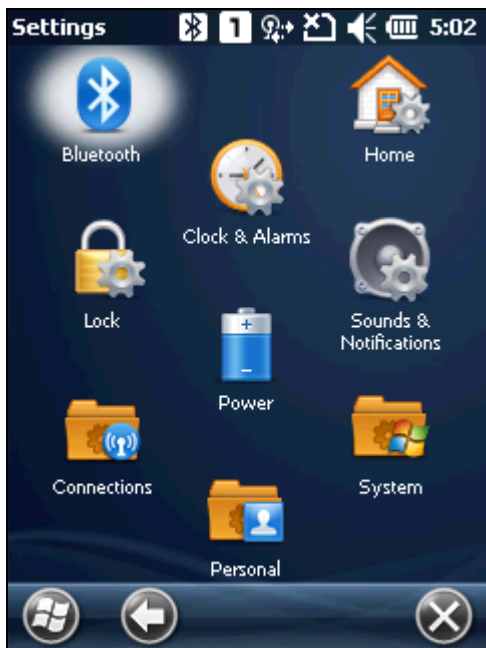 Settings 1 5:02
Bluetooth
Home
Clock & Alarms
Lock
Sounds &
Notifications
Power
Connections
System
Personal